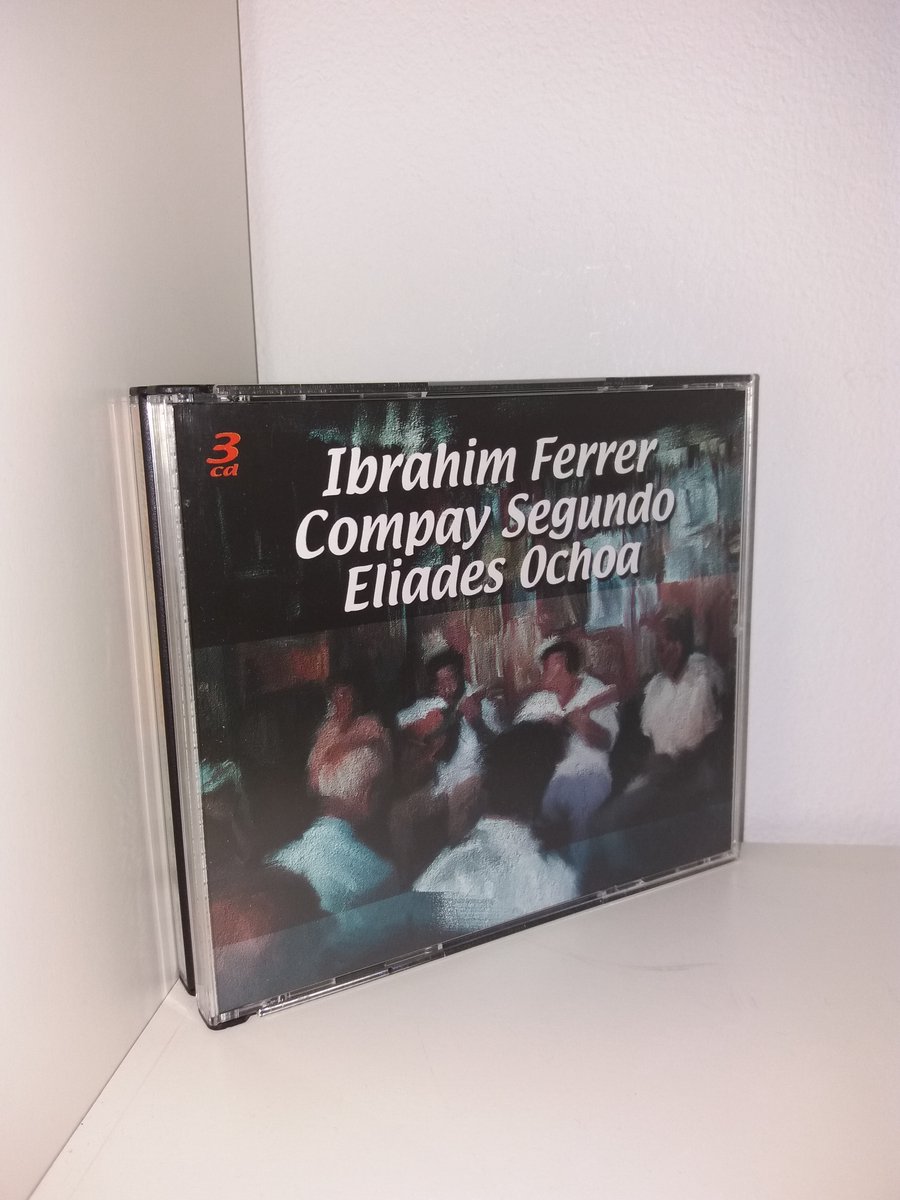 3
cd
Ibrahim Ferrer
Compay Segundo
Eliades Ochoa